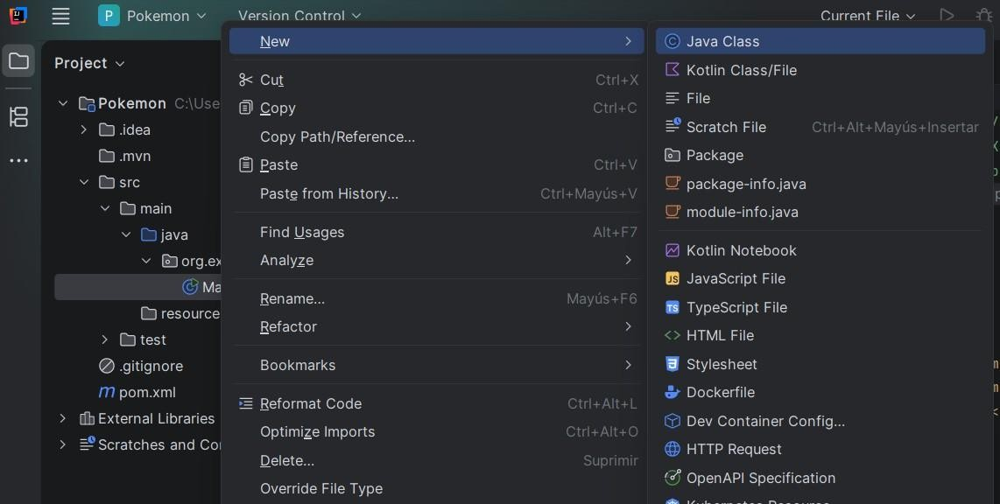 P Pokemon Version Control Current File
Project
Pokemon C:\Use
.idea
.mvn
src
main
java
org.ex
Ma
resource
test
.gitignore
m pom.xml
External Libraries
Scratches and Co
New
Cut Ctrl+X
Copy Ctrl+C
Copy Path/Reference...
Paste Ctrl+V
Paste from History... Ctrl+Mayús+V
Find Usages Alt+F7
Analyze
Rename... Mayús+F6
Refactor
Bookmarks
Reformat Code Ctrl+Alt+L
Optimize Imports Ctrl+Alt+O
Delete... Suprimir
Override File Type
Java Class
Kotlin Class/File
File
Scratch File Ctrl+Alt+Mayús+Insertar
Package
package-info.java
module-info.java
Kotlin Notebook
JS JavaScript File
TS TypeScript File
HTML File
Stylesheet
Dockerfile
Dev Container Config...
HTTP Request
OpenAPI Specification
Kubernetes Resource